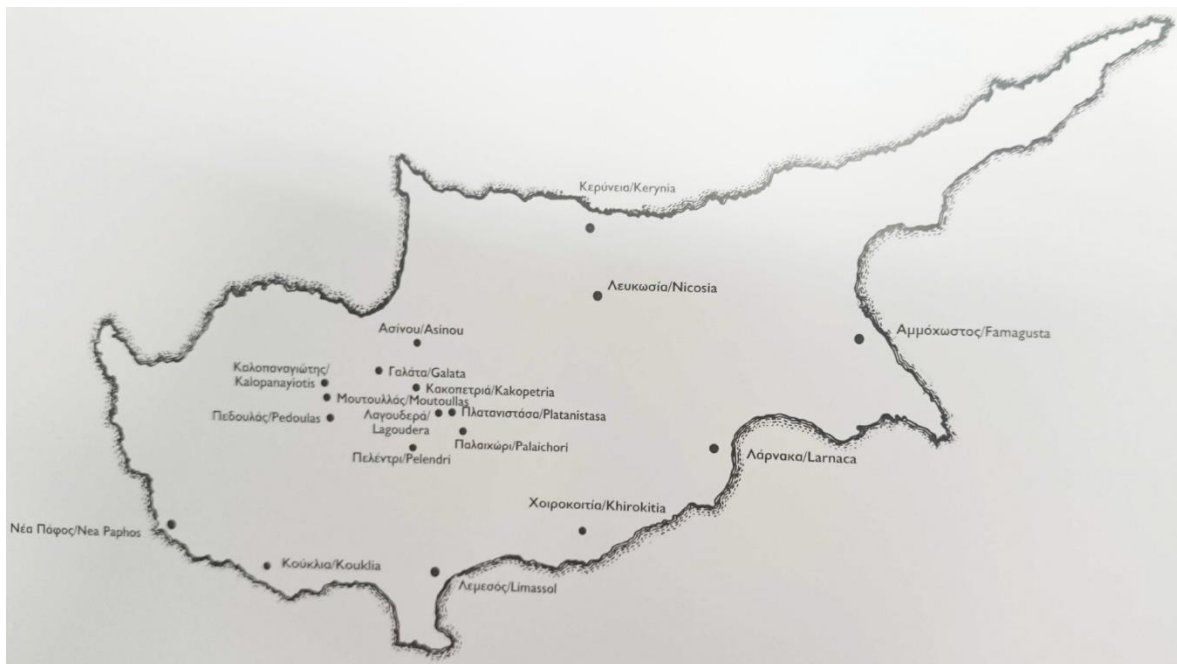 Κερύνεια/Kerynia
Λευκωσία/Nicosia
Ασίνου/Asinou
Αμμόχωστος/Famagusta
Γαλάτα/Galata
Καλοπαναγιώτης/
Kalopanayiotis
Κακοπετριά/Kakopetria
Μουτουλλάς/Moutoullas
Πεδουλάς/Pedoulas
Λαγουδερά/
Lagoudera
Πλατανιστάσα/Platanistasa
Παλαιχώρι/Palaichori
Πελέντρι/Pelendri
Λάρνακα/Larnaca
Χοιροκοιτία/Khirokitia
Νέα Πάφος/Nea Paphos
Κούκλια/Kouklia
Λεμεσός/Limassol